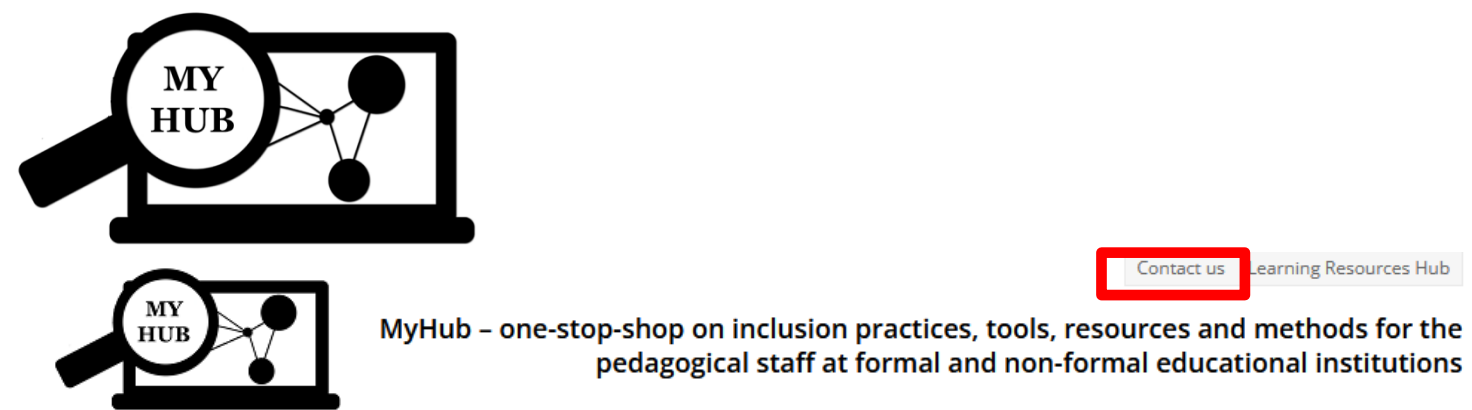 MY
HUB
Contact us
Learning Resources Hub
MY
HUB
MyHub – one-stop-shop on inclusion practices, tools, resources and methods for the
pedagogical staff at formal and non-formal educational institutions